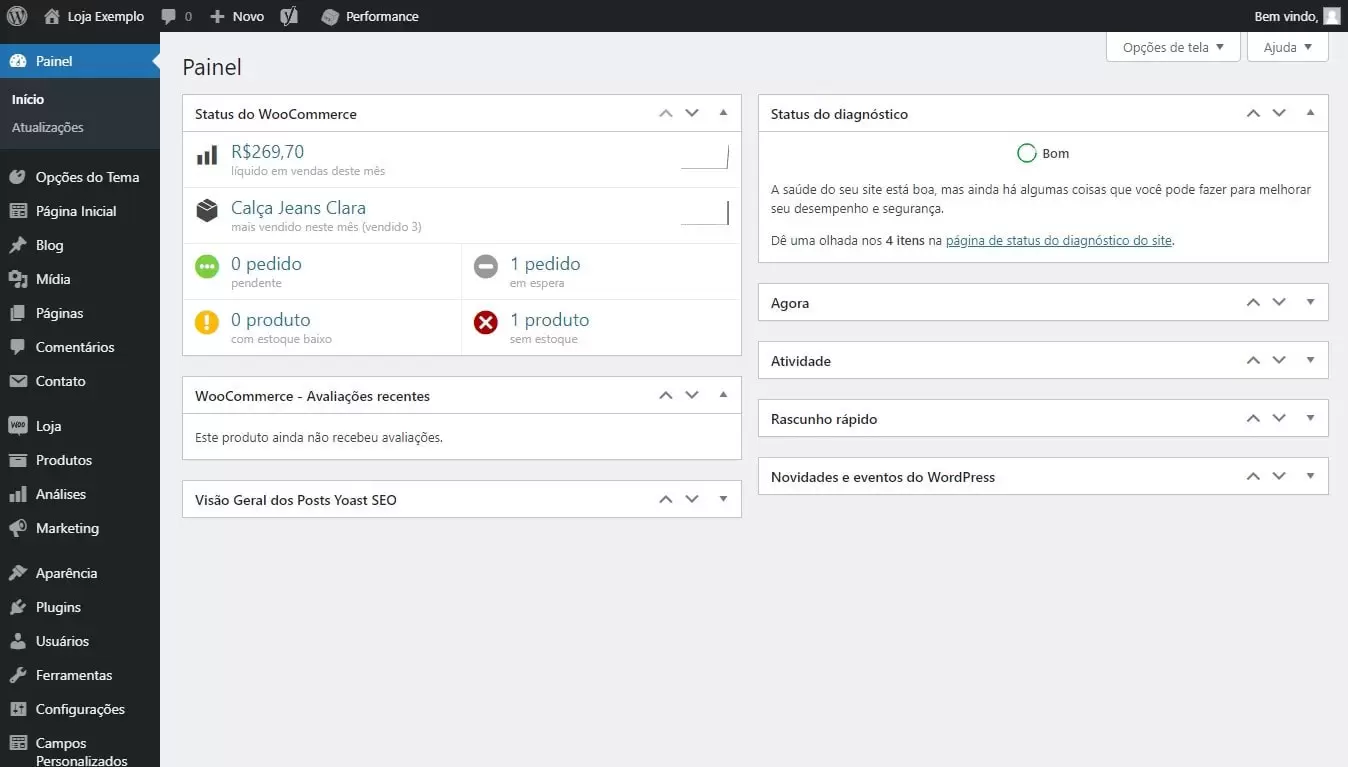 Loja Exemplo
0
Novo
Performance
Bem vindo,
Painel
Início
Atualizações
Opções do Tema
Página Inicial
Blog
Mídia
Páginas
Comentários
Contato
Woo
Loja
Produtos
Análises
Marketing
Aparência
Plugins
Usuários
Ferramentas
Configurações
Campos
Personalizados
Opções de tela
Ajuda
Painel
Status do WooCommerce
R$269,70
líquido em vendas deste mês
Calça Jeans Clara
mais vendido neste mês (vendido 3)
0 pedido
pendente
1 pedido
em espera
0 produto
com estoque baixo
1 produto
sem estoque
WooCommerce - Avaliações recentes
Este produto ainda não recebeu avaliações.
Visão Geral dos Posts Yoast SEO
Status do diagnóstico
Bom
A saúde do seu site está boa, mas ainda há algumas coisas que você pode fazer para melhorar
seu desempenho e segurança.
Dê uma olhada nos 4 itens na página de status do diagnóstico do site.
Agora
Atividade
Rascunho rápido
Novidades e eventos do WordPress